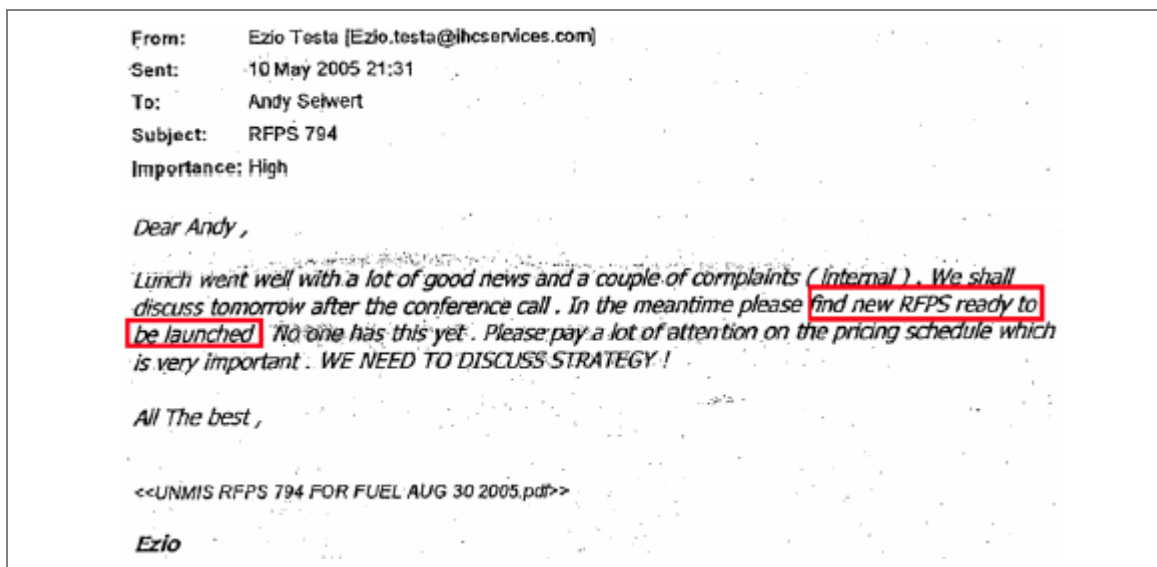 From: Ezio Testa [Ezio.testa@ihcservices.com]
Sent: 10 May 2005 21:31
To: Andy Seiwert
Subject: RFPS 794
Importance: High
Dear Andy ,
Lunch went well with a lot of good news and a couple of complaints ( internal ) . We shall
discuss tomorrow after the conference call . In the meantime please find new RFPS ready to
be launched No one has this yet . Please pay a lot of attention on the pricing schedule which
is very important . WE NEED TO DISCUSS STRATEGY !
All The best ,
<<UNMIS RFPS 794 FOR FUEL AUG 30 2005.pdf>>
Ezio